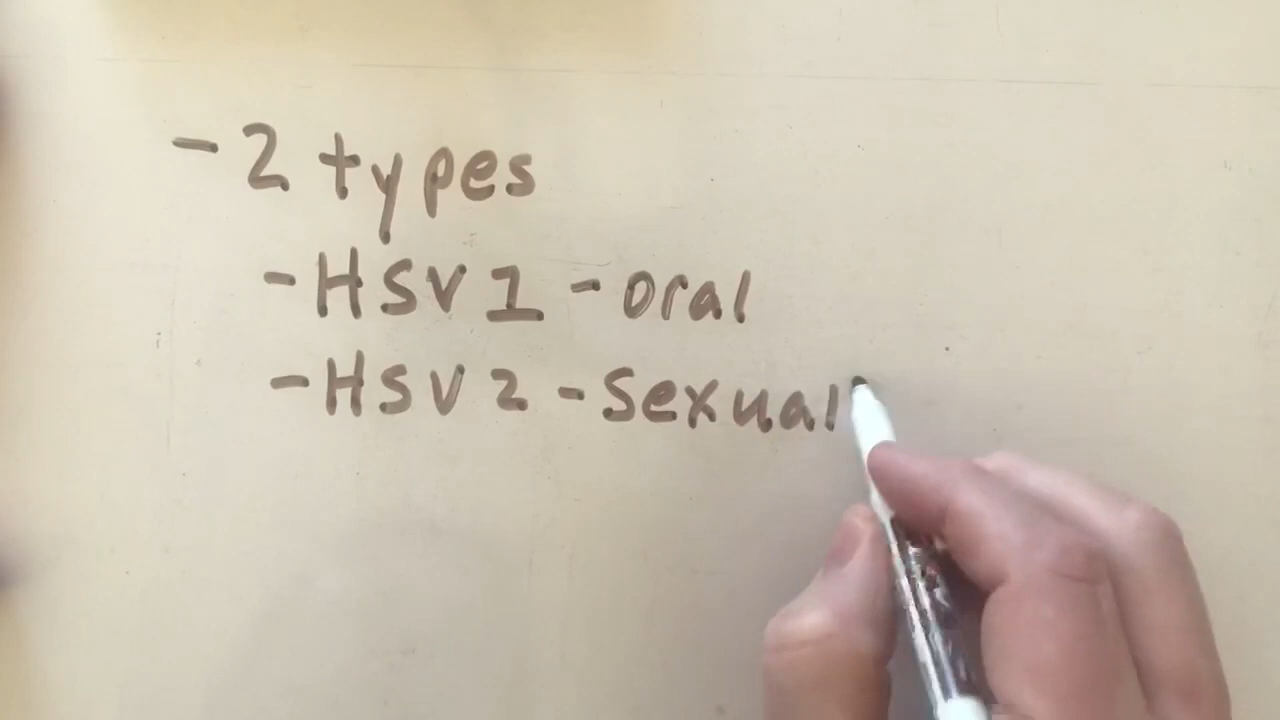 - 2 types
- HSV 1 - oral
- HSV 2 - Sexual